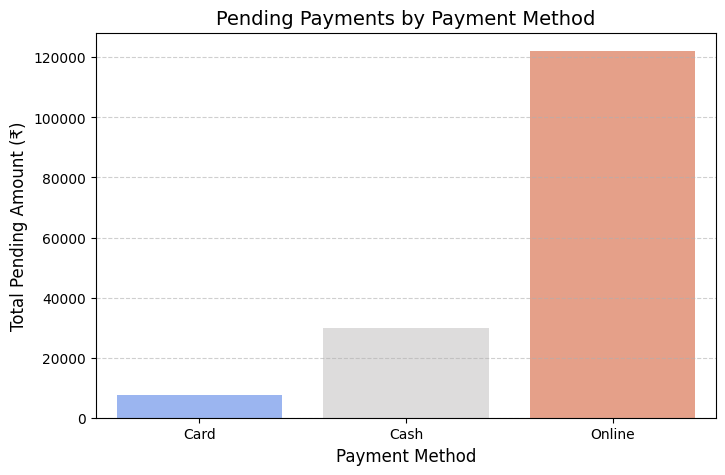 Pending Payments by Payment Method
Total Pending Amount (₹)
120000
100000
80000
60000
40000
20000
0
Card Cash Online
Payment Method